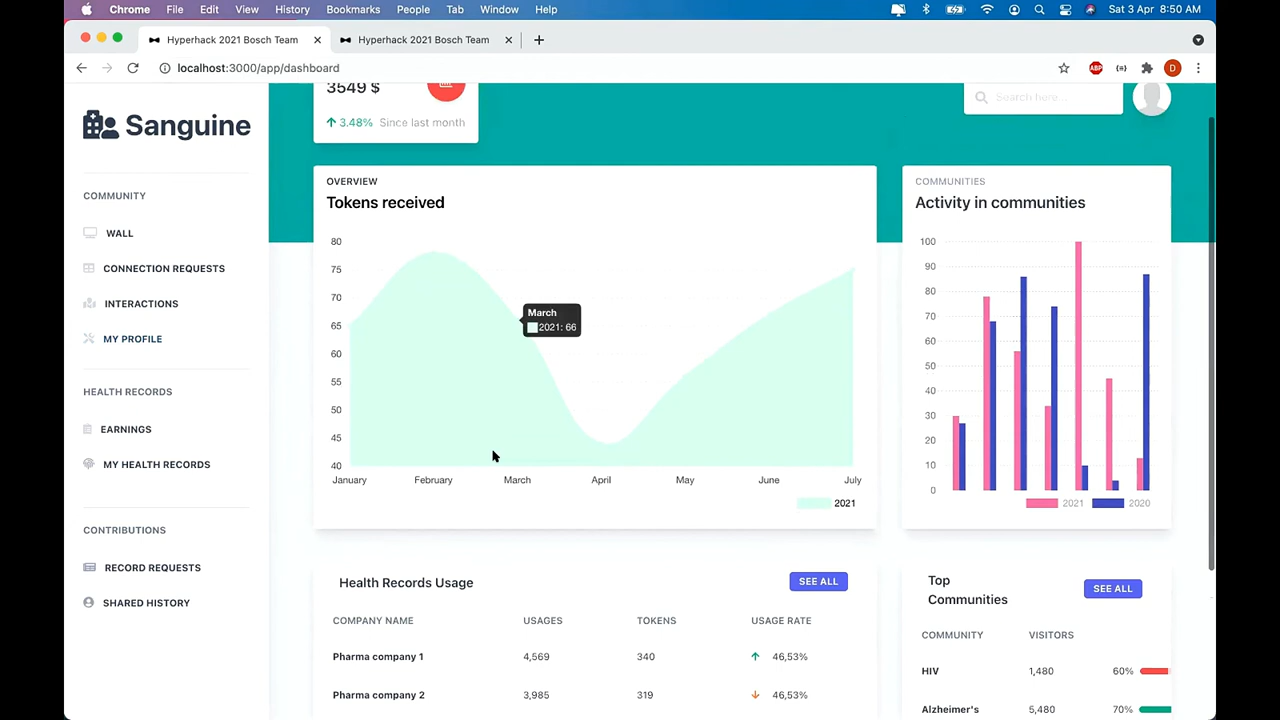 Chrome File Edit View History Bookmarks People Tab Window Help Sat 3 Apr 8:50 AM
Hyperhack 2021 Bosch Team Hyperhack 2021 Bosch Team
localhost:3000/app/dashboard ABP D
3549 $ Search here...
3.48% Since last month
Sanguine
COMMUNITY
WALL
CONNECTION REQUESTS
INTERACTIONS
MY PROFILE
HEALTH RECORDS
EARNINGS
MY HEALTH RECORDS
CONTRIBUTIONS
RECORD REQUESTS
SHARED HISTORY
OVERVIEW
Tokens received
80
75
70
65
60
55
50
45
40
March
2021: 66
January February March April May June July
2021
COMMUNITIES
Activity in communities
100
90
80
70
60
50
40
30
20
10
0
2021 2020
Health Records Usage SEE ALL
COMPANY NAME USAGES TOKENS USAGE RATE
Pharma company 1 4,569 340 46,53%
Pharma company 2 3,985 319 46,53%
Top
Communities
SEE ALL
COMMUNITY VISITORS
HIV 1,480 60%
Alzheimer's 5,480 70%